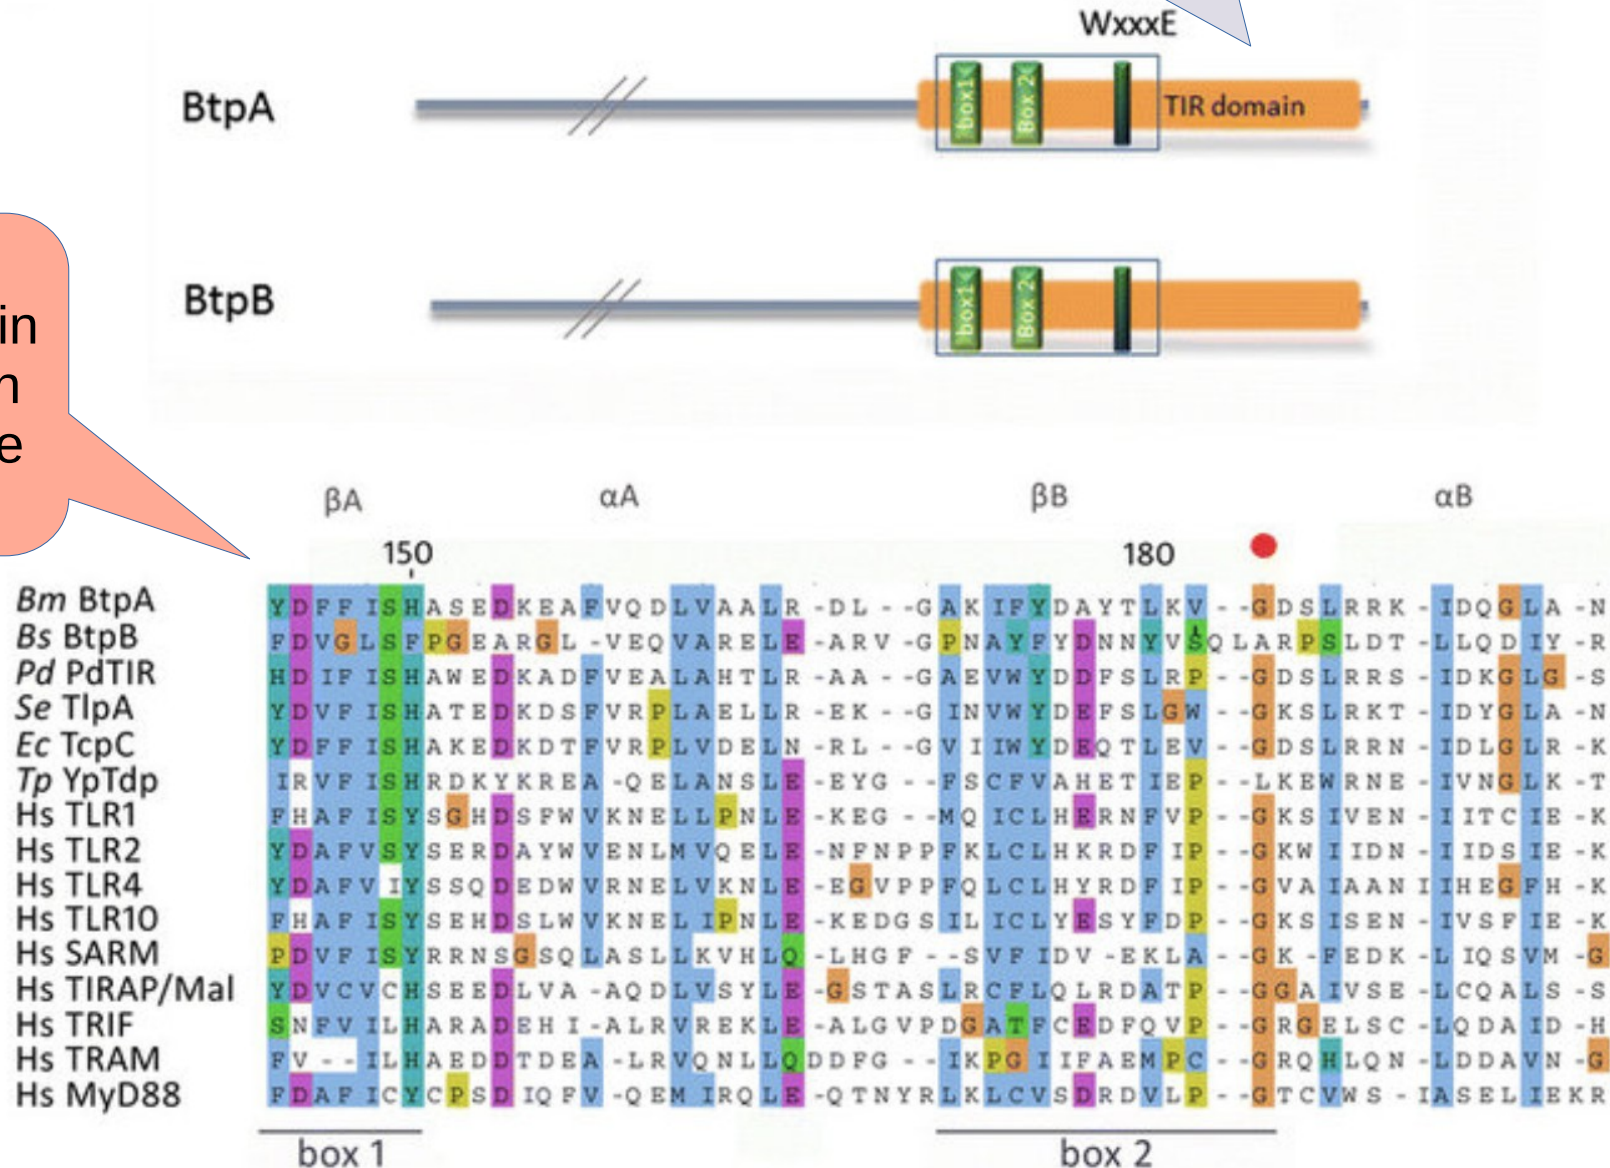 WxxxE
BtpA
box1
Box 2
TIR domain
BtpB
box1
Box 2
in
n
e
βA αA βB αB
150 180
Bm BtpA YDFFISHASEDKEAFVQDLVAALR-DL--GAKIFYDAYTLKV--GDSLRRK-IDQGLA-N
Bs BtpB FDVGLSFPGEARGL-VEQVARELE-ARV-GPNAYFYDNNYVSQLARPSLDT-LLQDIY-R
Pd PdTIR HDIFISHAWEDKADFVEALAHTLR-AA--GAEVWYDDFSLRP--GDSLRRS-IDKGLG-S
Se TlpA YDVFISHATEDKDSFVRPLAELLR-EK--GINVWYDEFSLGW--GKSLRKT-IDYGLA-N
Ec TcpC YDFFISHAKEDKDTFVRPLVDELN-RL--GVIIWYDEQTLEV--GDSLRRN-IDLGLR-K
Tp YpTdp IRVFISHRDKYKREA-QELANSLE-EYG--FSCFVAHETIEP--LKEWRNE-IVNGLK-T
Hs TLR1 FHAFISYSGHDSFWVKNELLPNLE-KEG--MQICLHERNFVP--GKSIVEN-IITCIE-K
Hs TLR2 YDAFVSYSERDAYWVENLMVQELE-NFNPPFKLCLHKRDFIP--GKWIIDN-IIDSIE-K
Hs TLR4 YDAFVIYSSQDEDWVRNELVKNLE-EGVPPFQLCLHYRDFIP--GVAIAANIIHEGFH-K
Hs TLR10 FHAFISYSEHDSLWVKNELIPNLE-KEDGSILICLYESYFDP--GKSISEN-IVSFIE-K
Hs SARM PDVFISYRRNSGSQLASLLKVHLQ-LHGF--SVFIDV-EKLA--GK-FEDK-LIQSVM-G
Hs TIRAP/Mal YDVCVCHSEEDLVA-AQDLVSYLE-GSTASLRCFLQLRDATP--GGAIVSE-LCQALS-S
Hs TRIF SNFVILHARADEHI-ALRVREKLE-ALGVPDGATFCEDFQVP--GRGELSC-LQDAID-H
Hs TRAM FV--ILHAEDDTDEA-LRVQNLLQDDFG--IKPGIIFAEMPC--GRQHLQN-LDDAVN-G
Hs MyD88 FDAFICYCPSDIQFV-QEMIRQLE-QTNYRLKLCVSDRDVLP--GTCVWS-IASELIEKR
box 1 box 2